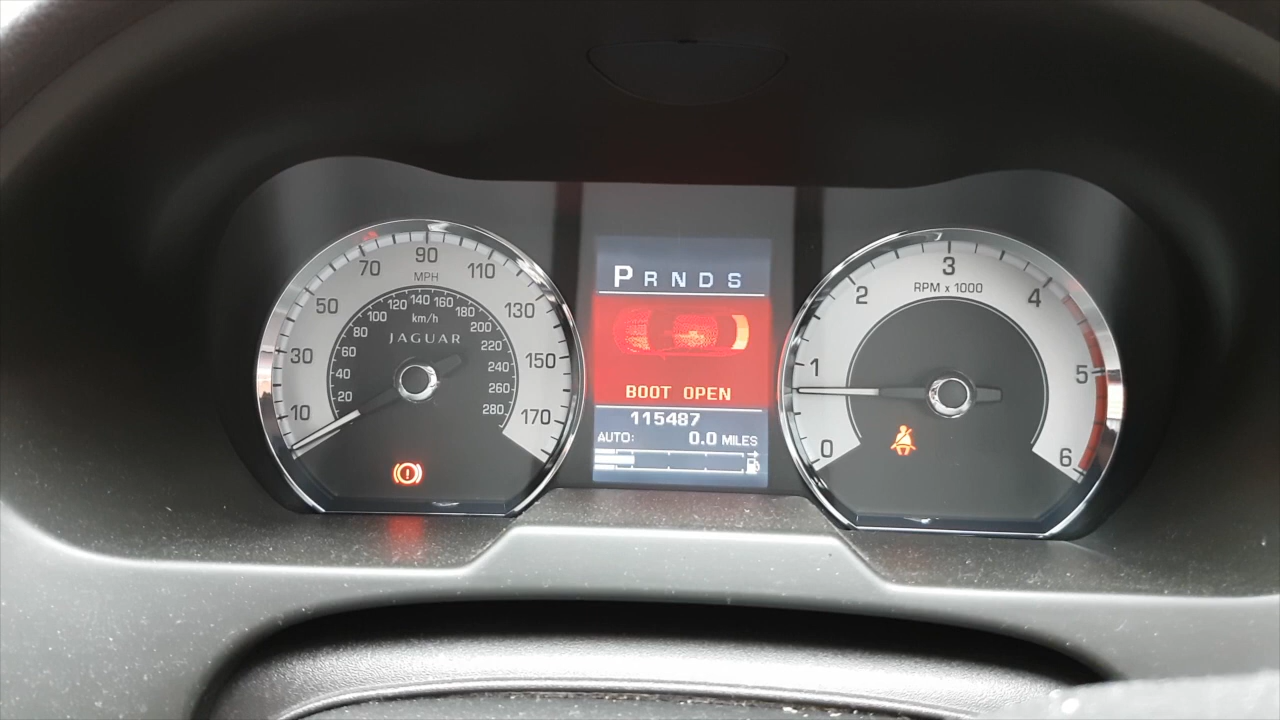 10 30 50 70 90 110 130 150 170
MPH
20 40 60 80 100 120 140 160 180 200 220 240 260 280
km/h
JAGUAR
P R N D S
BOOT OPEN
115487
AUTO: 0.0 MILES
0 1 2 3 4 5 6
RPM x 1000